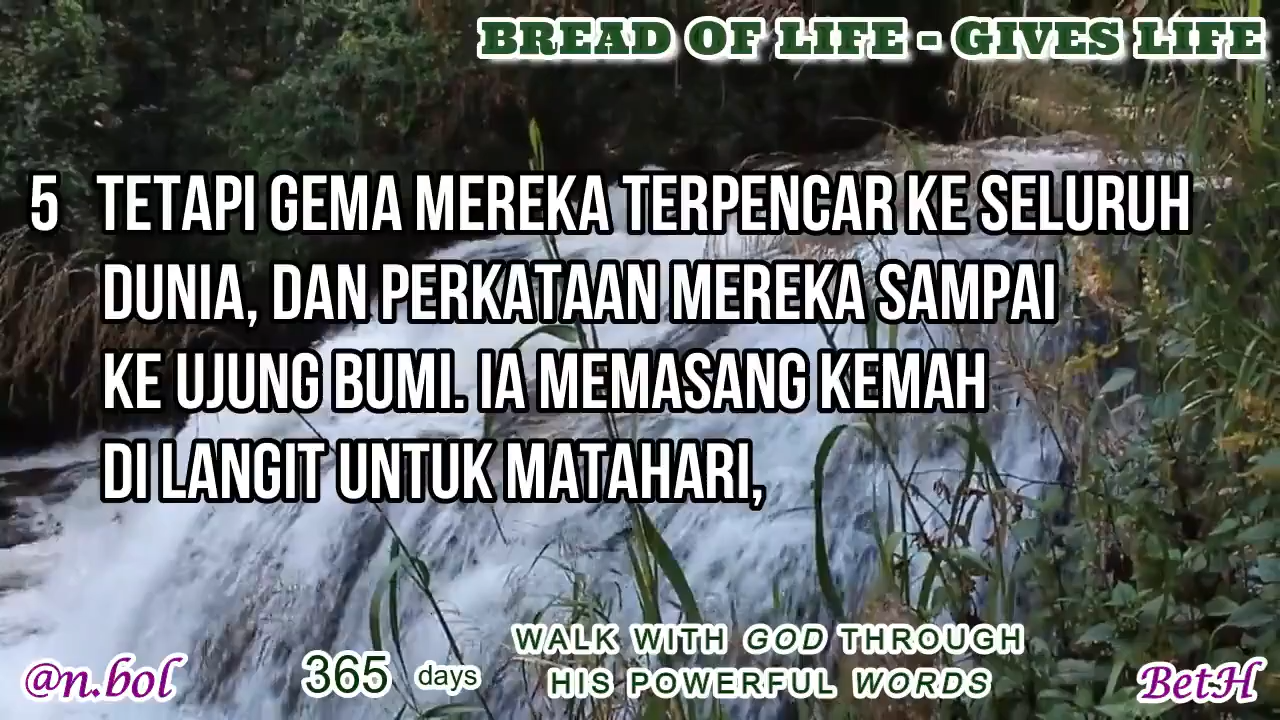 BREAD OF LIFE - GIVES LIFE
5 TETAPI GEMA MEREKA TERPENCAR KE SELURUH
DUNIA, DAN PERKATAAN MEREKA SAMPAI
KE UJUNG BUMI. IA MEMASANG KEMAH
DI LANGIT UNTUK MATAHARI,
@n.bol
365 days
WALK WITH GOD THROUGH
HIS POWERFUL WORDS
BetH